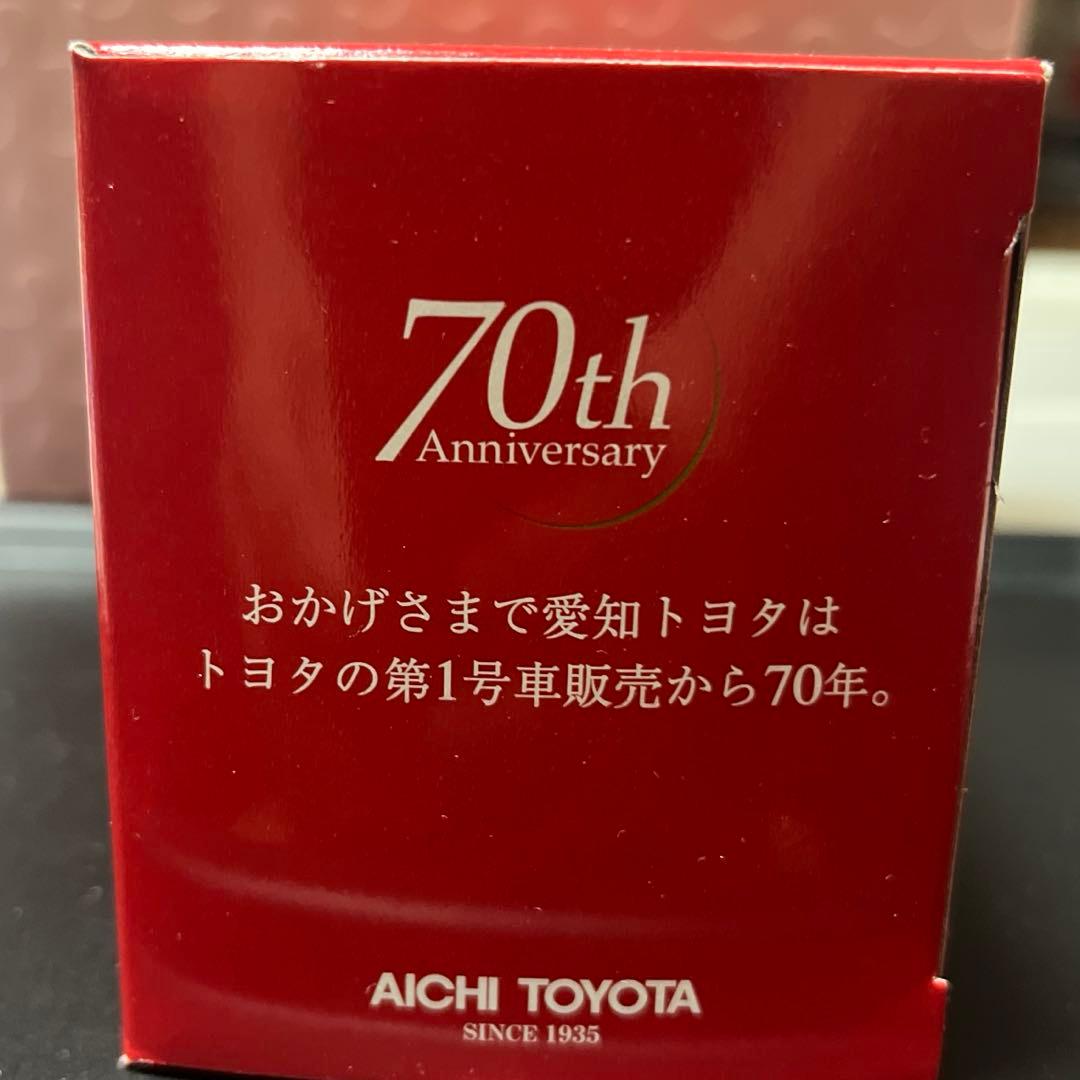 70th
Anniversary
おかげさまで愛知トヨタは
トヨタの第1号車販売から70年。
AICHI TOYOTA
SINCE 1935